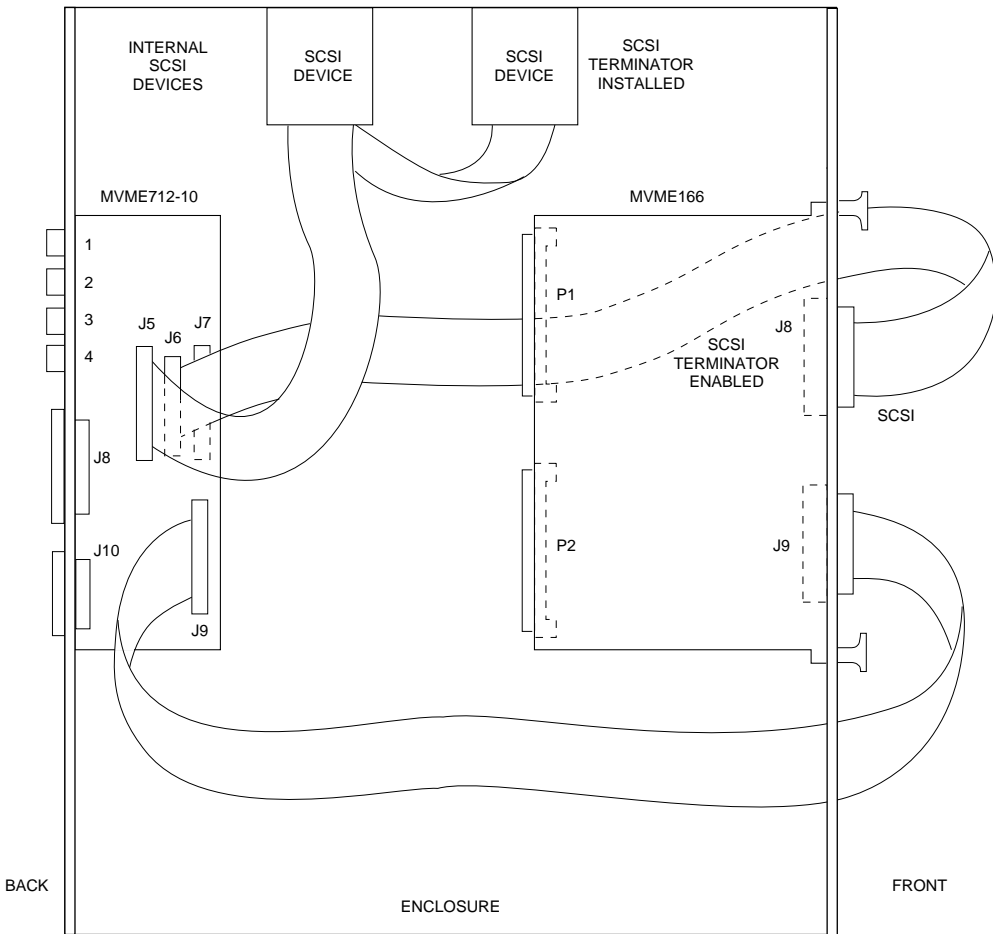 INTERNAL
SCSI
DEVICES
SCSI
DEVICE
SCSI
DEVICE
SCSI
TERMINATOR
INSTALLED
MVME712-10
MVME166
1
2
3
4
J5
J6
J7
J8
J10
J9
P1
P2
J8
SCSI
TERMINATOR
ENABLED
SCSI
J9
BACK
FRONT
ENCLOSURE